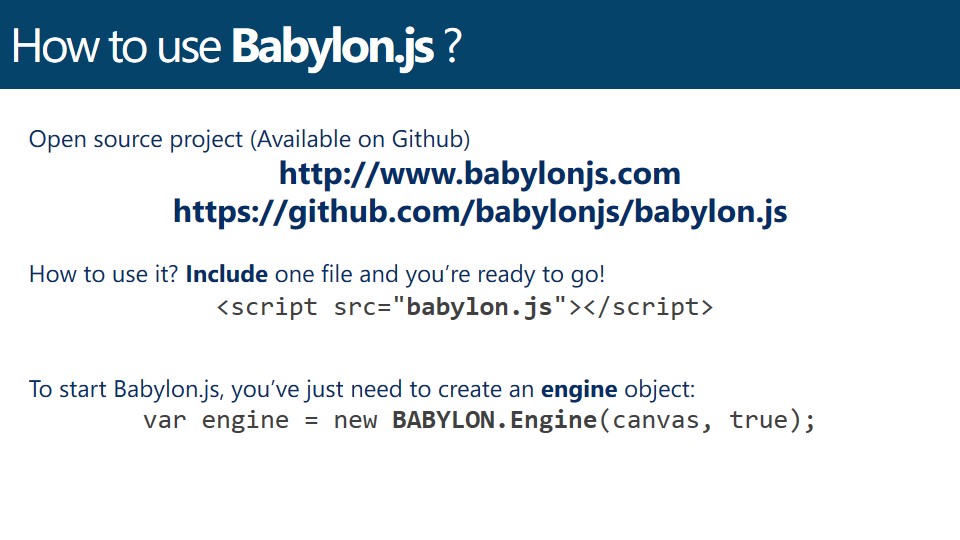 How to use Babylon.js ?
Open source project (Available on Github)
http://www.babylonjs.com
https://github.com/babylonjs/babylon.js
How to use it? Include one file and you’re ready to go!
<script src="babylon.js"></script>
To start Babylon.js, you’ve just need to create an engine object:
var engine = new BABYLON.Engine(canvas, true);